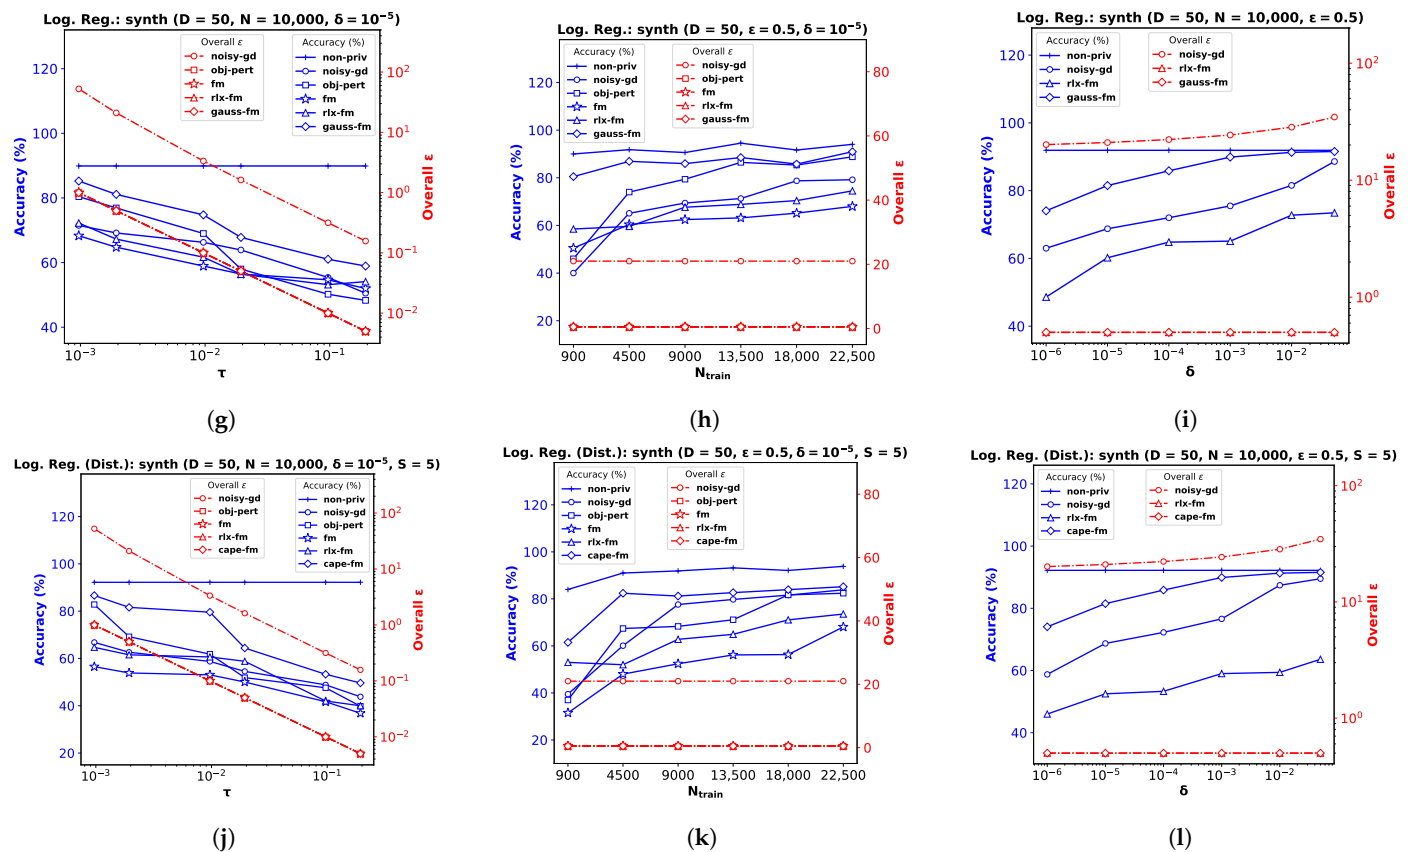 Log. Reg.: synth (D = 50, N = 10,000, δ = 10⁻⁵)
Overall ε
noisy-gd
obj-pert
fm
rlx-fm
gauss-fm
Accuracy (%)
non-priv
noisy-gd
obj-pert
fm
rlx-fm
gauss-fm
120
100
80
60
40
Accuracy (%)
10²
10¹
10⁰
10⁻¹
10⁻²
Overall ε
10⁻³
10⁻²
10⁻¹
τ
(g)
Log. Reg.: synth (D = 50, ε = 0.5, δ = 10⁻⁵)
Accuracy (%)
non-priv
noisy-gd
obj-pert
fm
rlx-fm
gauss-fm
Overall ε
noisy-gd
obj-pert
fm
rlx-fm
gauss-fm
120
100
80
60
40
20
Accuracy (%)
80
60
40
20
0
Overall ε
900
4500
9000
13,500
18,000
22,500
N_train
(h)
Log. Reg.: synth (D = 50, N = 10,000, ε = 0.5)
Accuracy (%)
non-priv
noisy-gd
rlx-fm
gauss-fm
Overall ε
noisy-gd
rlx-fm
gauss-fm
120
100
80
60
40
Accuracy (%)
10²
10¹
10⁰
Overall ε
10⁻⁶
10⁻⁵
10⁻⁴
10⁻³
10⁻²
δ
(i)
Log. Reg. (Dist.): synth (D = 50, N = 10,000, δ = 10⁻⁵, S = 5)
Overall ε
noisy-gd
obj-pert
fm
rlx-fm
cape-fm
Accuracy (%)
non-priv
noisy-gd
obj-pert
fm
rlx-fm
cape-fm
120
100
80
60
40
20
Accuracy (%)
10²
10¹
10⁰
10⁻¹
10⁻²
Overall ε
10⁻³
10⁻²
10⁻¹
τ
(j)
Log. Reg. (Dist.): synth (D = 50, ε = 0.5, δ = 10⁻⁵, S = 5)
Accuracy (%)
non-priv
noisy-gd
obj-pert
fm
rlx-fm
cape-fm
Overall ε
noisy-gd
obj-pert
fm
rlx-fm
cape-fm
120
100
80
60
40
20
Accuracy (%)
80
60
40
20
0
Overall ε
900
4500
9000
13,500
18,000
22,500
N_train
(k)
Log. Reg. (Dist.): synth (D = 50, N = 10,000, ε = 0.5, S = 5)
Accuracy (%)
non-priv
noisy-gd
rlx-fm
cape-fm
Overall ε
noisy-gd
rlx-fm
cape-fm
120
100
80
60
40
Accuracy (%)
10²
10¹
10⁰
Overall ε
10⁻⁶
10⁻⁵
10⁻⁴
10⁻³
10⁻²
δ
(l)